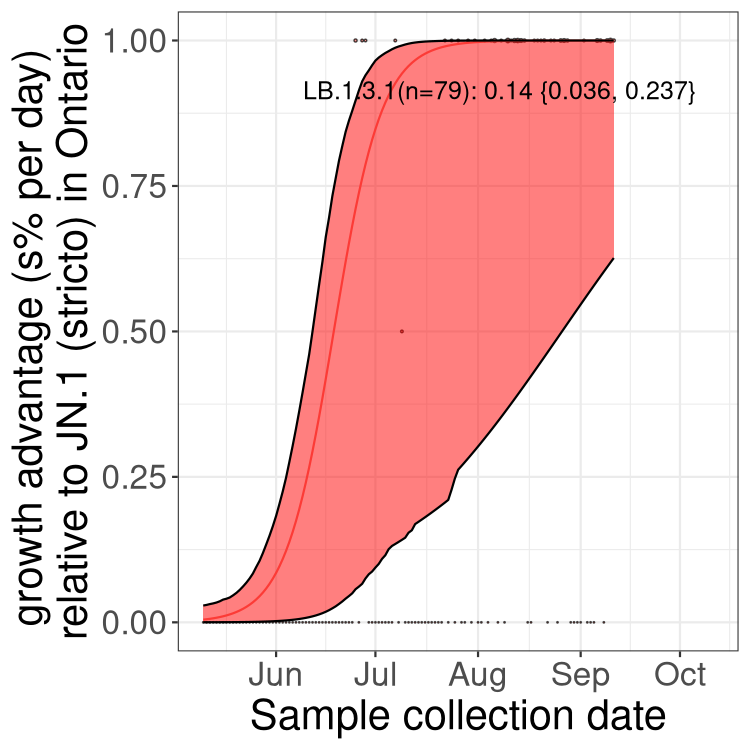 growth advantage (s% per day)
relative to JN.1 (stricto) in Ontario
1.00
0.75
0.50
0.25
0.00
LB.1.3.1(n=79): 0.14 {0.036, 0.237}
Jun Jul Aug Sep Oct
Sample collection date